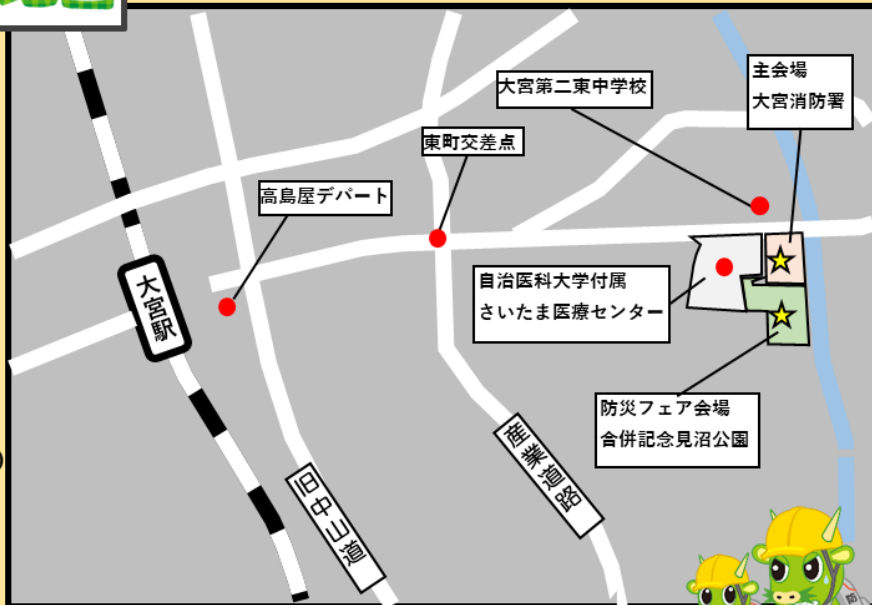 主会場
大宮消防署
大宮第二東中学校
東町交差点
高島屋デパート
大宮駅
自治医科大学付属
さいたま医療センター
防災フェア会場
合併記念見沼公園
産業道路
旧中山道
防